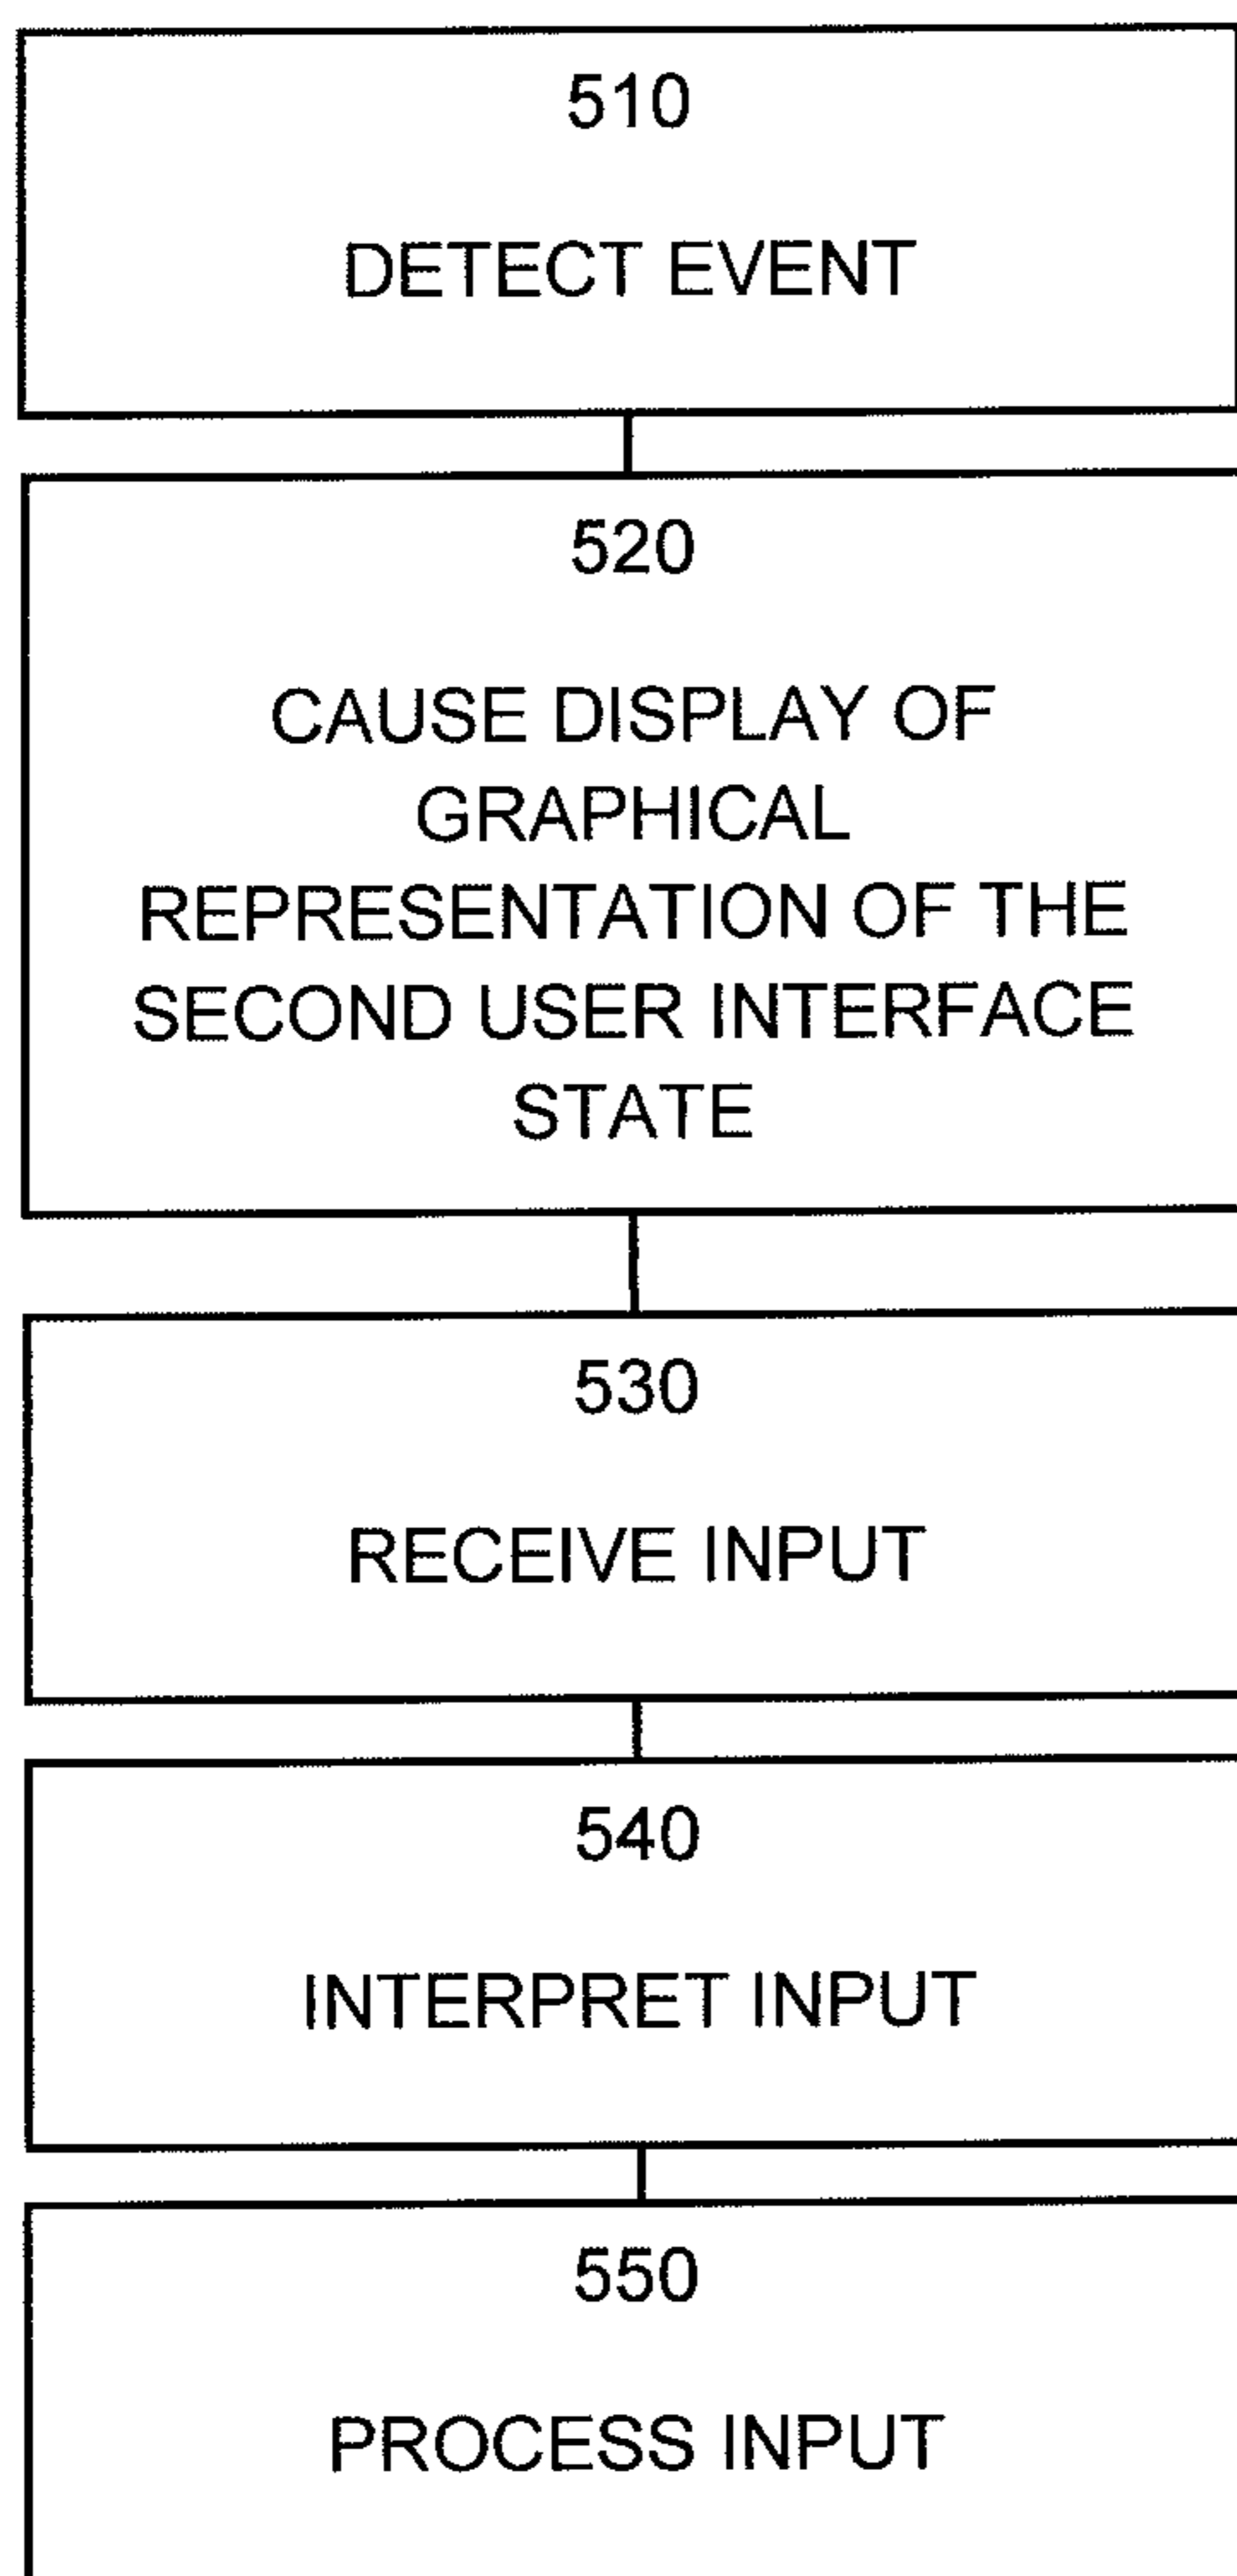 510
DETECT EVENT
520
CAUSE DISPLAY OF
GRAPHICAL
REPRESENTATION OF THE
SECOND USER INTERFACE
STATE
530
RECEIVE INPUT
540
INTERPRET INPUT
550
PROCESS INPUT